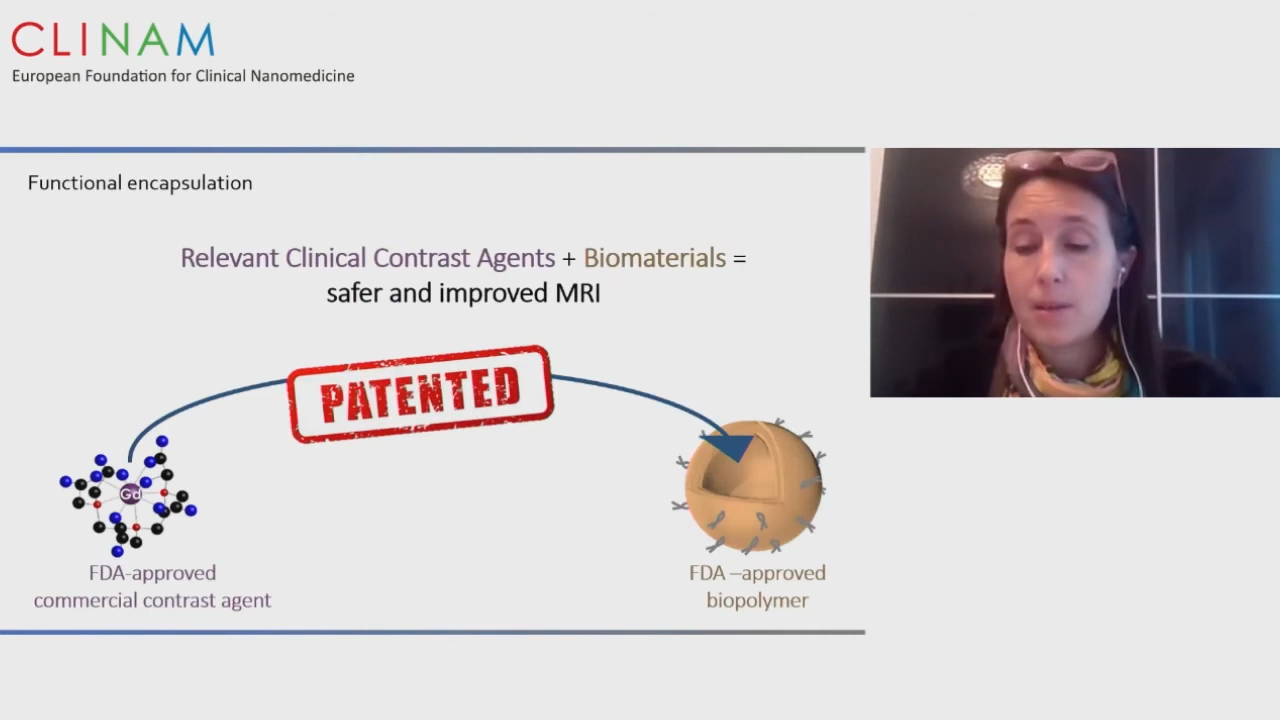 CLINAM
European Foundation for Clinical Nanomedicine
Functional encapsulation
Relevant Clinical Contrast Agents + Biomaterials =
safer and improved MRI
PATENTED
Gd
FDA-approved
commercial contrast agent
FDA –approved
biopolymer